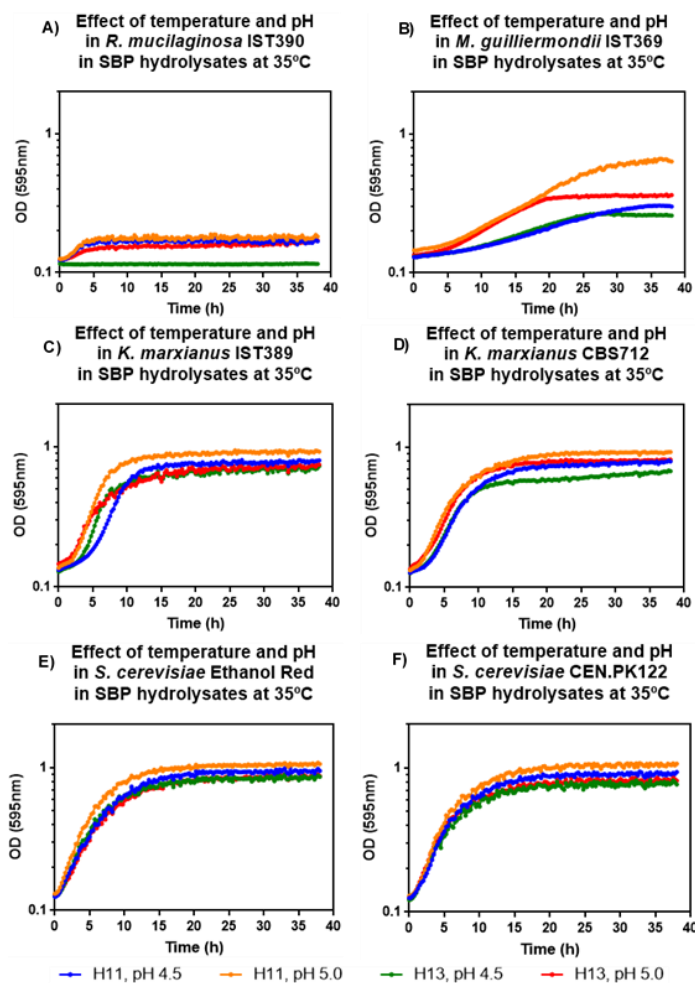 A)
Effect of temperature and pH
in R. mucilaginosa IST390
in SBP hydrolysates at 35ºC
OD (595nm)
1
0.1
0 5 10 15 20 25 30 35 40
Time (h)
B)
Effect of temperature and pH
in M. guilliermondii IST369
in SBP hydrolysates at 35ºC
OD (595nm)
1
0.1
0 5 10 15 20 25 30 35 40
Time (h)
C)
Effect of temperature and pH
in K. marxianus IST389
in SBP hydrolysates at 35ºC
OD (595nm)
1
0.1
0 5 10 15 20 25 30 35 40
Time (h)
D)
Effect of temperature and pH
in K. marxianus CBS712
in SBP hydrolysates at 35ºC
OD (595nm)
1
0.1
0 5 10 15 20 25 30 35 40
Time (h)
E)
Effect of temperature and pH
in S. cerevisiae Ethanol Red
in SBP hydrolysates at 35ºC
OD (595nm)
1
0.1
0 5 10 15 20 25 30 35 40
Time (h)
F)
Effect of temperature and pH
in S. cerevisiae CEN.PK122
in SBP hydrolysates at 35ºC
OD (595nm)
1
0.1
0 5 10 15 20 25 30 35 40
Time (h)
H11, pH 4.5 H11, pH 5.0 H13, pH 4.5 H13, pH 5.0